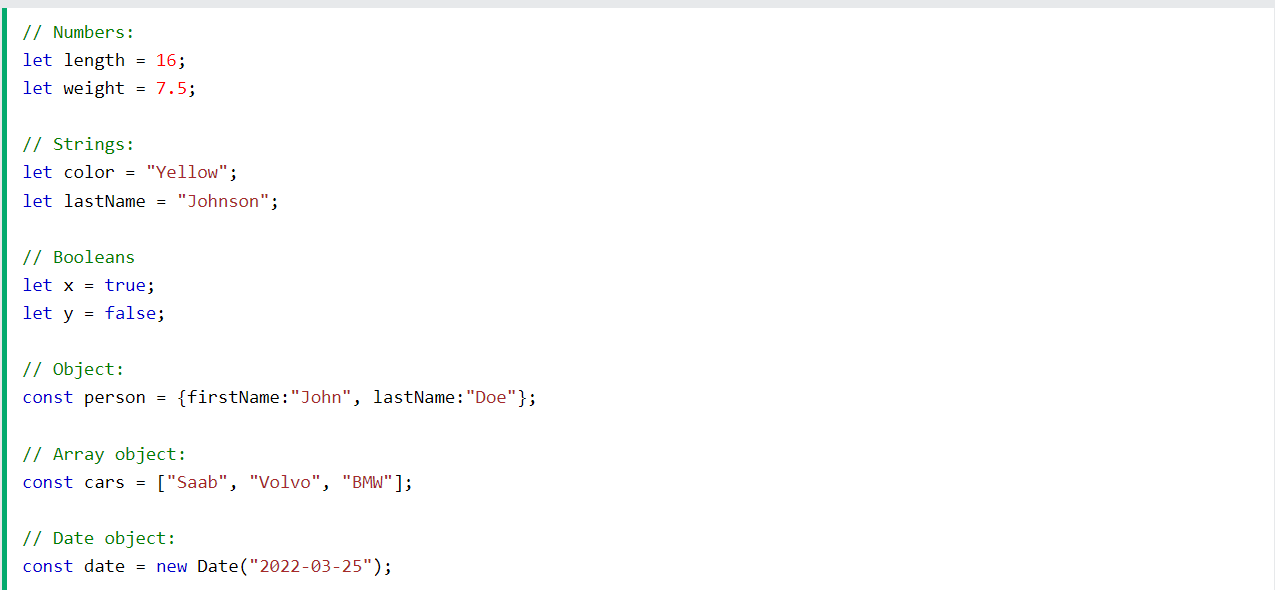 // Numbers:
let length = 16;
let weight = 7.5;
// Strings:
let color = "Yellow";
let lastName = "Johnson";
// Booleans
let x = true;
let y = false;
// Object:
const person = {firstName:"John", lastName:"Doe"};
// Array object:
const cars = ["Saab", "Volvo", "BMW"];
// Date object:
const date = new Date("2022-03-25");